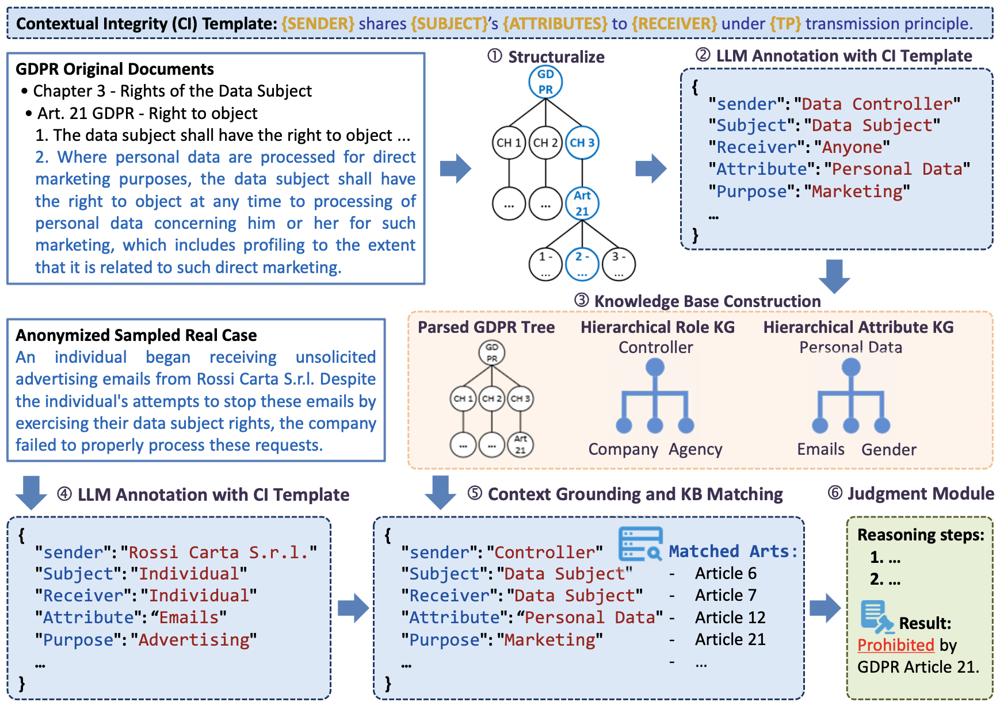 Contextual Integrity (CI) Template: {SENDER} shares {SUBJECT}’s {ATTRIBUTES} to {RECEIVER} under {TP} transmission principle.
GDPR Original Documents
• Chapter 3 - Rights of the Data Subject
• Art. 21 GDPR - Right to object
1. The data subject shall have the right to object ...
2. Where personal data are processed for direct
marketing purposes, the data subject shall have
the right to object at any time to processing of
personal data concerning him or her for such
marketing, which includes profiling to the extent
that it is related to such direct marketing.
① Structuralize
GD
PR
CH 1
CH 2
CH 3
...
...
Art
21
1 -
...
2 -
...
3 -
...
② LLM Annotation with CI Template
{
"sender":"Data Controller"
"Subject":"Data Subject"
"Receiver":"Anyone"
"Attribute":"Personal Data"
"Purpose":"Marketing"
…
}
③ Knowledge Base Construction
Parsed GDPR Tree
GD
PR
CH 1
CH 2
CH 3
...
...
Art
21
Hierarchical Role KG
Controller
Company Agency
Hierarchical Attribute KG
Personal Data
Emails Gender
Anonymized Sampled Real Case
An individual began receiving unsolicited
advertising emails from Rossi Carta S.r.l. Despite
the individual's attempts to stop these emails by
exercising their data subject rights, the company
failed to properly process these requests.
④ LLM Annotation with CI Template
{
"sender":"Rossi Carta S.r.l."
"Subject":"Individual"
"Receiver":"Individual"
"Attribute":“Emails"
"Purpose":"Advertising"
…
}
⑤ Context Grounding and KB Matching
{
"sender":"Controller"
"Subject":"Data Subject"
"Receiver":"Data Subject"
"Attribute":“Personal Data"
"Purpose":"Marketing"
…
}
Matched Arts:
- Article 6
- Article 7
- Article 12
- Article 21
- …
⑥ Judgment Module
Reasoning steps:
1. …
2. …
Result:
Prohibited by
GDPR Article 21.